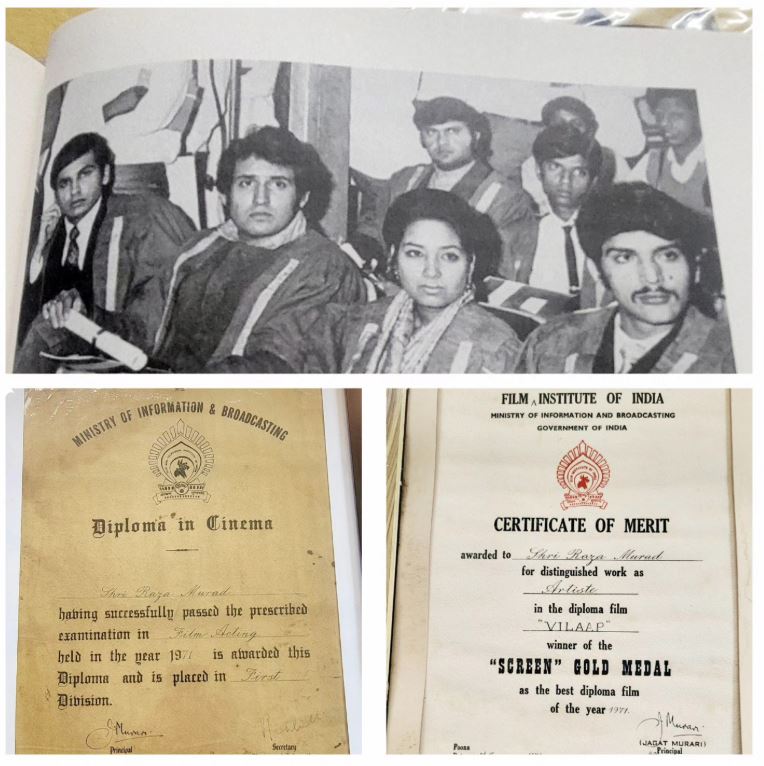 MINISTRY OF INFORMATION & BROADCASTING
Diploma in Cinema
Shri Raza Murad
having successfully passed the prescribed
examination in Film Acting
held in the year 1971 is awarded this
Diploma and is placed in First
Division.
J Murari
Principal
Secretary
FILM INSTITUTE OF INDIA
MINISTRY OF INFORMATION AND BROADCASTING
GOVERNMENT OF INDIA
CERTIFICATE OF MERIT
awarded to Shri Raza Murad
for distinguished work as
Artiste
in the diploma film
"VILAAP"
winner of the
"SCREEN" GOLD MEDAL
as the best diploma film
of the year 1971.
J Murari
(JAGAT MURARI)
Poona
Principal